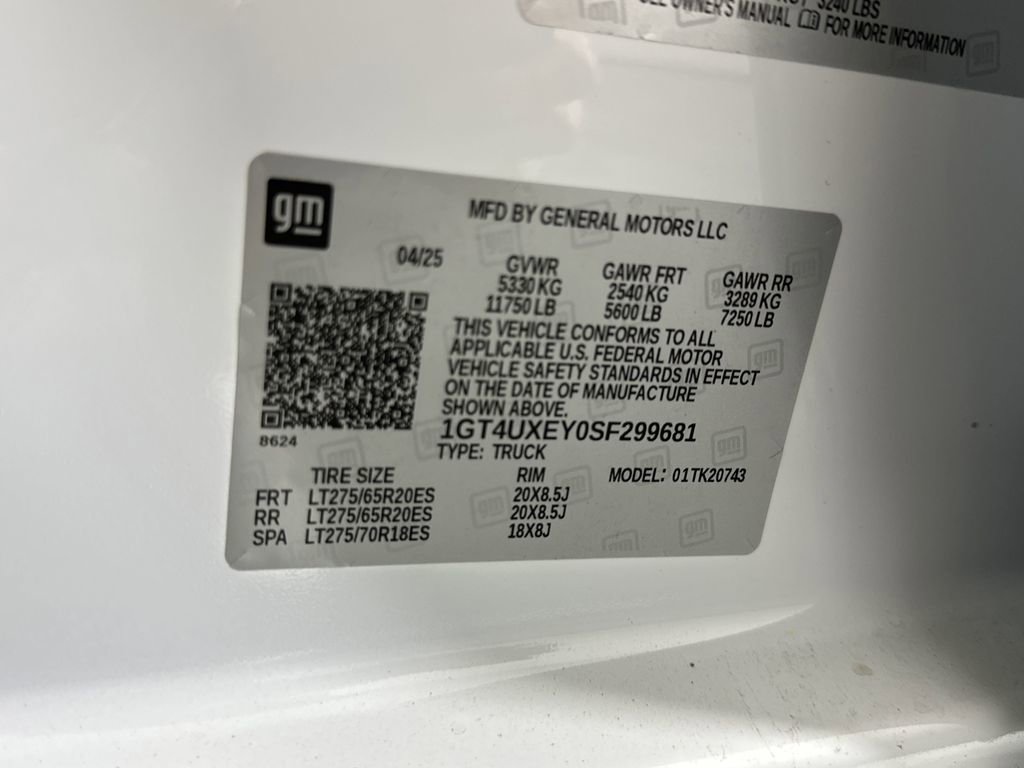 3240 LBS
OWNER'S MANUAL FOR MORE INFORMATION
gm
MFD BY GENERAL MOTORS LLC
04/25
GVWR GAWR FRT GAWR RR
5330 KG 2540 KG 3289 KG
11750 LB 5600 LB 7250 LB
THIS VEHICLE CONFORMS TO ALL
APPLICABLE U.S. FEDERAL MOTOR
VEHICLE SAFETY STANDARDS IN EFFECT
ON THE DATE OF MANUFACTURE
SHOWN ABOVE.
8624
1GT4UXEY0SF299681
TYPE: TRUCK
TIRE SIZE RIM MODEL: 01TK20743
FRT LT275/65R20ES 20X8.5J
RR LT275/65R20ES 20X8.5J
SPA LT275/70R18ES 18X8J